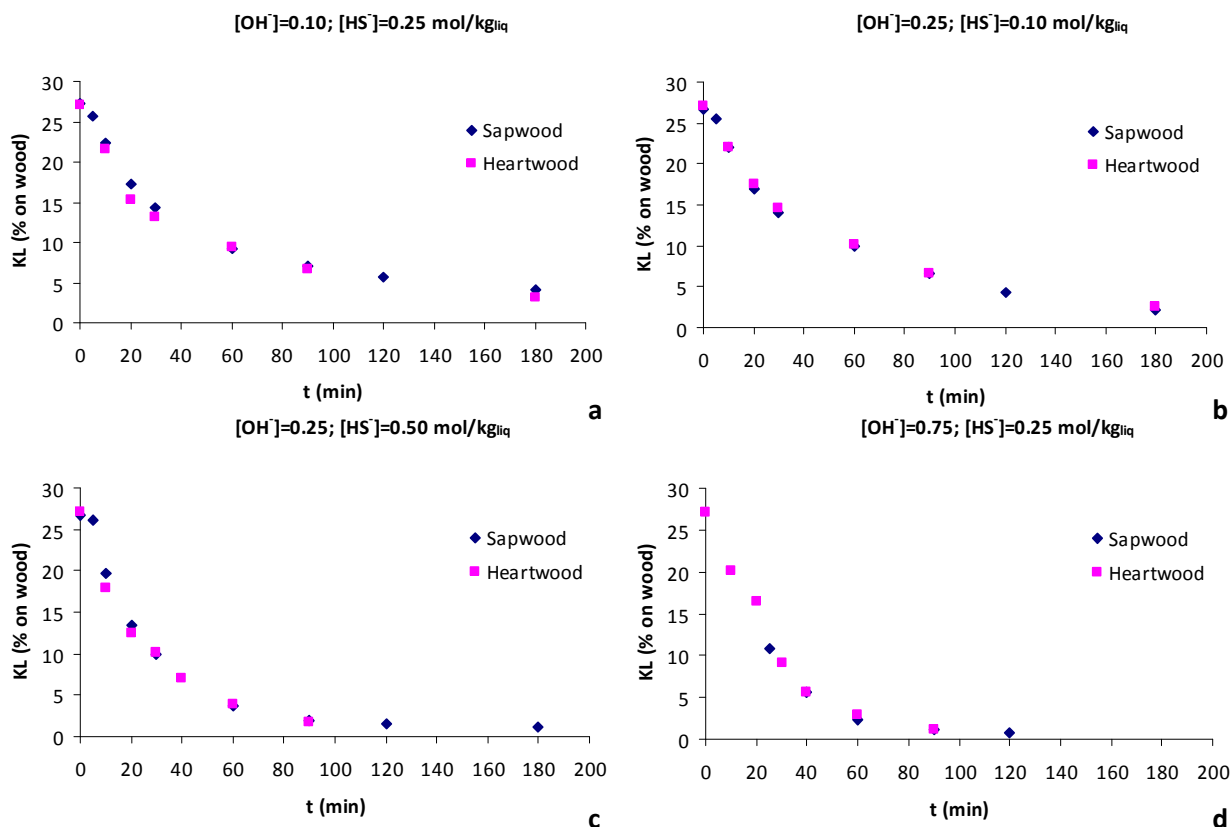 [OH⁻]=0.10; [HS⁻]=0.25 mol/kgliq
30
25
20
15
10
5
0
KL (% on wood)
Sapwood
Heartwood
0 20 40 60 80 100 120 140 160 180 200
t (min)
a
[OH⁻]=0.25; [HS⁻]=0.10 mol/kgliq
30
25
20
15
10
5
0
KL (% on wood)
Sapwood
Heartwood
0 20 40 60 80 100 120 140 160 180 200
t (min)
b
[OH⁻]=0.25; [HS⁻]=0.50 mol/kgliq
30
25
20
15
10
5
0
KL (% on wood)
Sapwood
Heartwood
0 20 40 60 80 100 120 140 160 180 200
t (min)
c
[OH⁻]=0.75; [HS⁻]=0.25 mol/kgliq
30
25
20
15
10
5
0
KL (% on wood)
Sapwood
Heartwood
0 20 40 60 80 100 120 140 160 180 200
t (min)
d